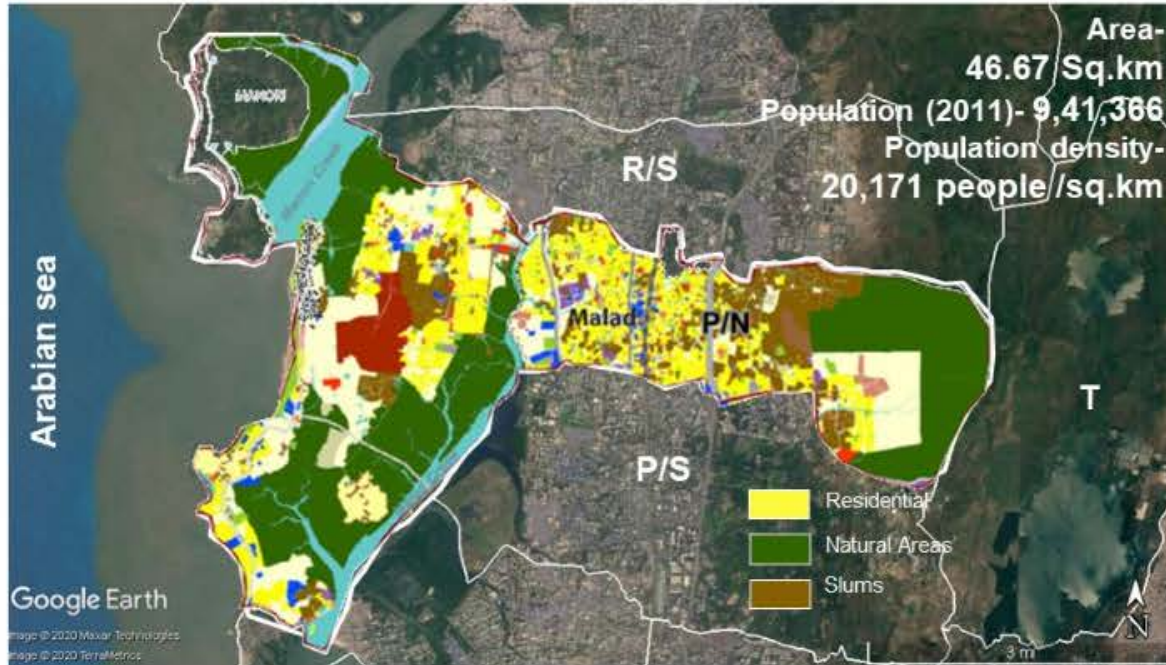 Area-
46.67 Sq.km
Population (2011)- 9,41,366
Population density-
20,171 people /sq.km
MANORI
R/S
Arabian sea
Malad
P/N
T
P/S
Residential
Natural Areas
Slums
Google Earth
Image © 2020 Maxar Technologies
Image © 2020 TerraMetrics
N
3 mi